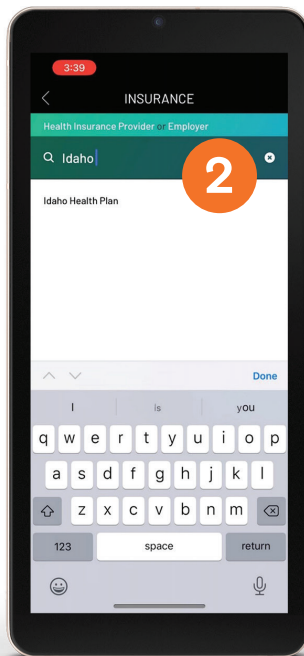 3:39
INSURANCE
Health Insurance Provider or Employer
Idaho
2
Idaho Health Plan
Done
I is you
q w e r t y u i o p
a s d f g h j k l
z x c v b n m
123 space return